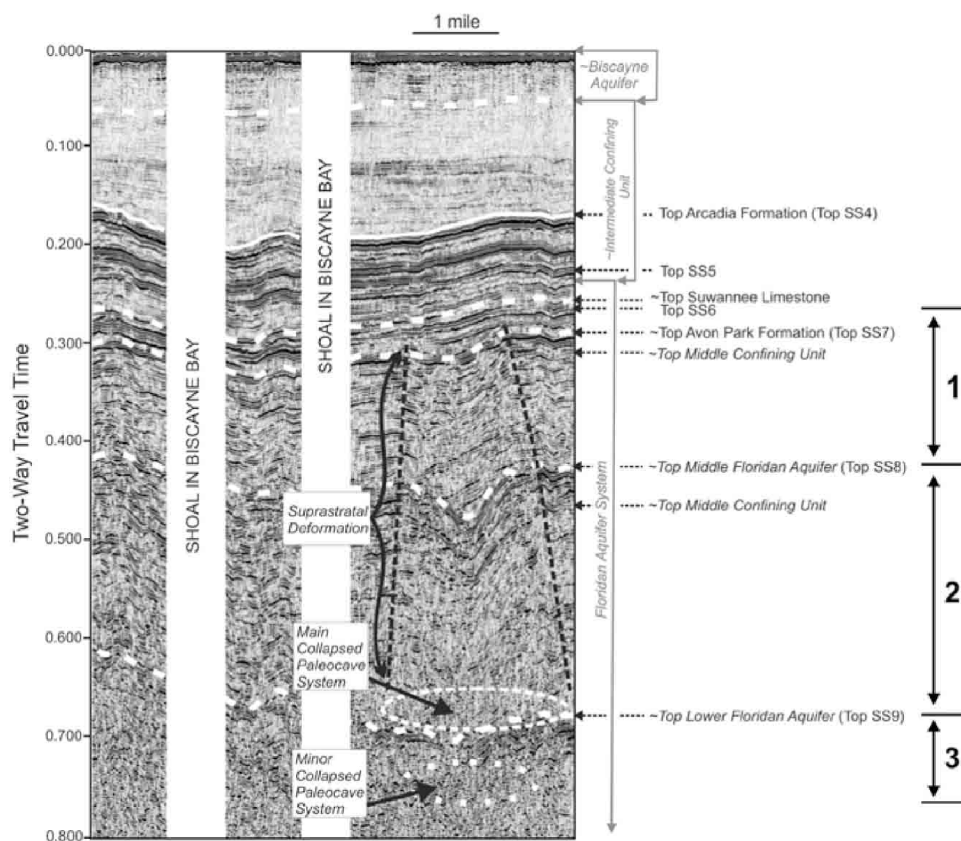 1 mile
Two-Way Travel Time
0.000
0.100
0.200
0.300
0.400
0.500
0.600
0.700
0.800
SHOAL IN BISCAYNE BAY
SHOAL IN BISCAYNE BAY
Suprastratal
Deformation
Main
Collapsed
Paleocave
System
Minor
Collapsed
Paleocave
System
~Biscayne
Aquifer
~Intermediate Confining
Unit
Floridan Aquifer System
Top Arcadia Formation (Top SS4)
Top SS5
~Top Suwannee Limestone
Top SS6
~Top Avon Park Formation (Top SS7)
~Top Middle Confining Unit
~Top Middle Floridan Aquifer (Top SS8)
~Top Middle Confining Unit
~Top Lower Floridan Aquifer (Top SS9)
1
2
3